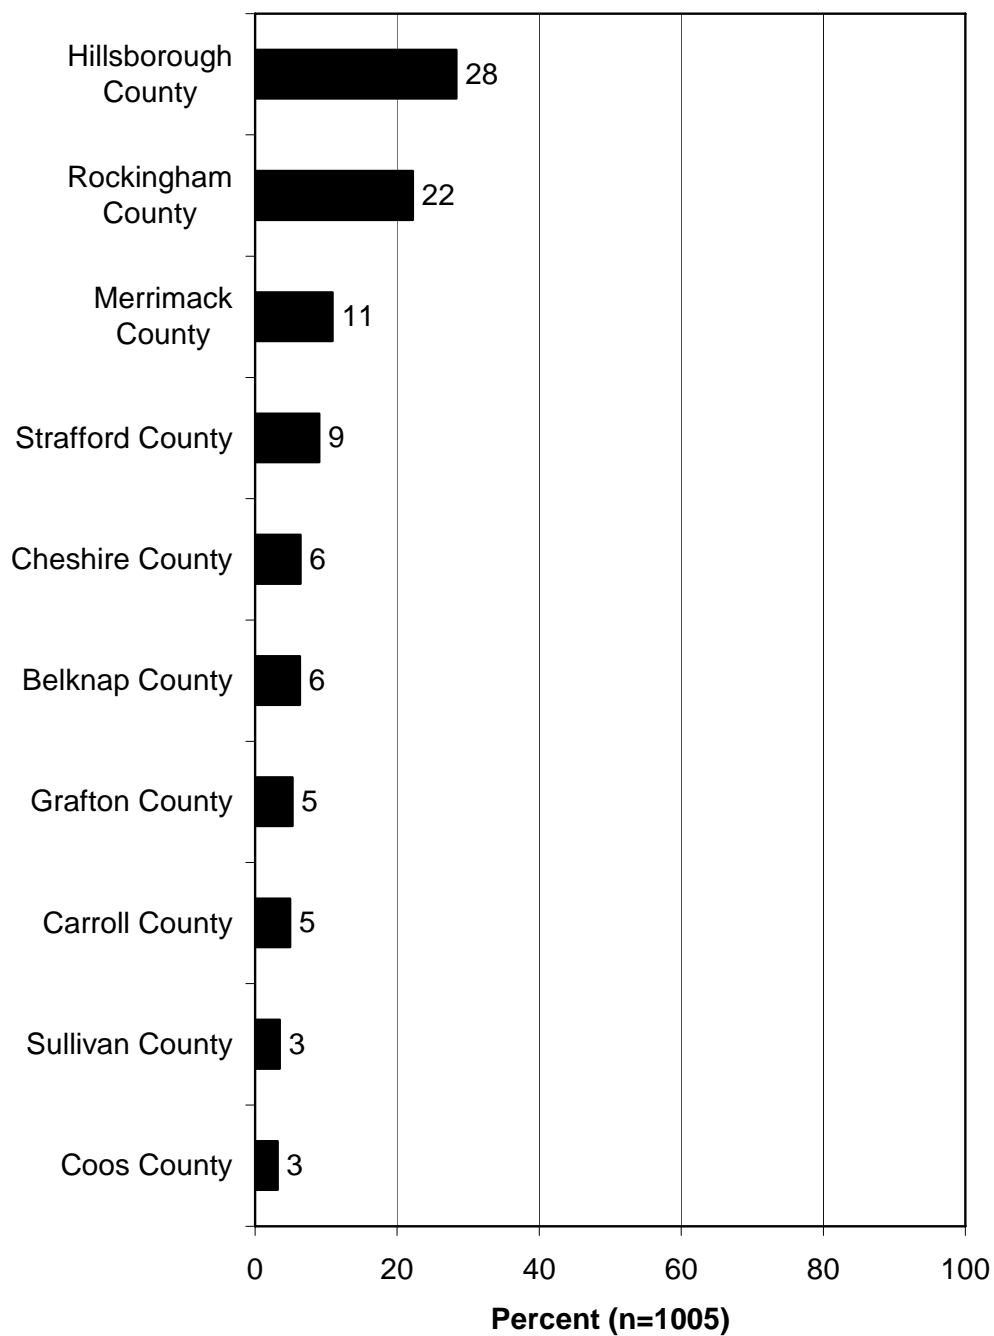 Hillsborough
County
28
Rockingham
County
22
Merrimack
County
11
Strafford County
9
Cheshire County
6
Belknap County
6
Grafton County
5
Carroll County
5
Sullivan County
3
Coos County
3
0 20 40 60 80 100
Percent (n=1005)